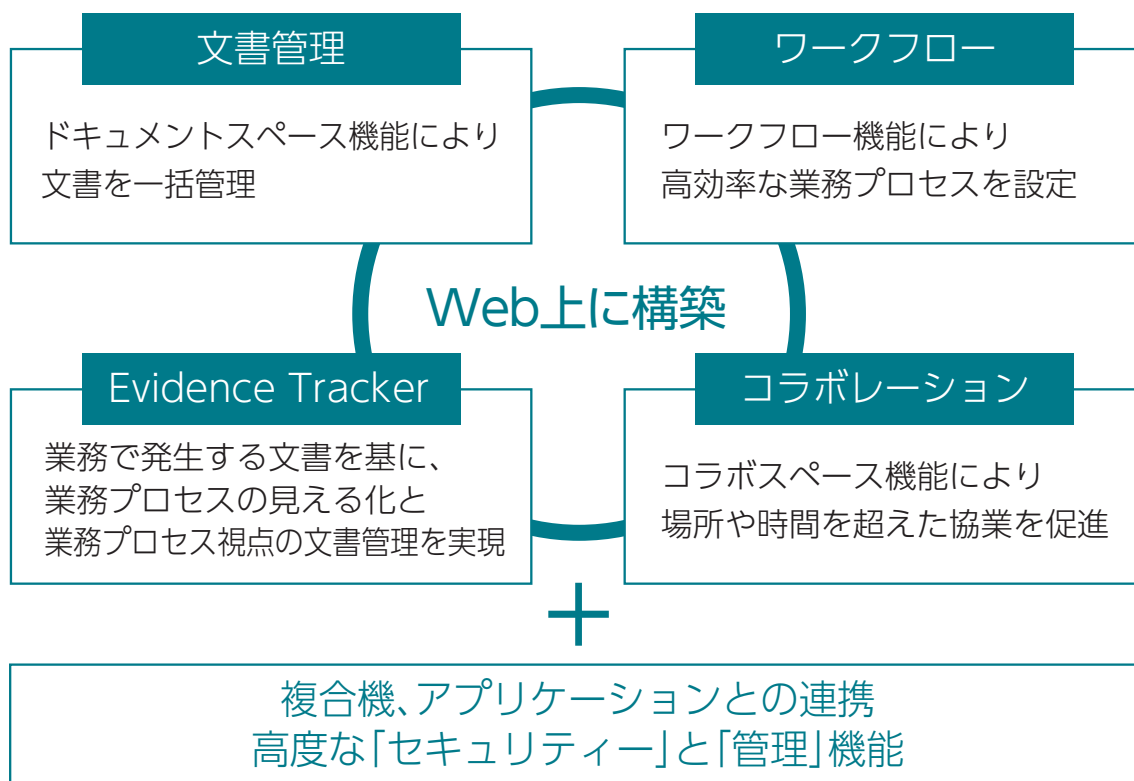 文書管理
ドキュメントスペース機能により
文書を一括管理
ワークフロー
ワークフロー機能により
高効率な業務プロセスを設定
Web上に構築
Evidence Tracker
業務で発生する文書を基に、
業務プロセスの見える化と
業務プロセス視点の文書管理を実現
コラボレーション
コラボスペース機能により
場所や時間を超えた協業を促進
＋
複合機、アプリケーションとの連携
高度な「セキュリティー」と「管理」機能